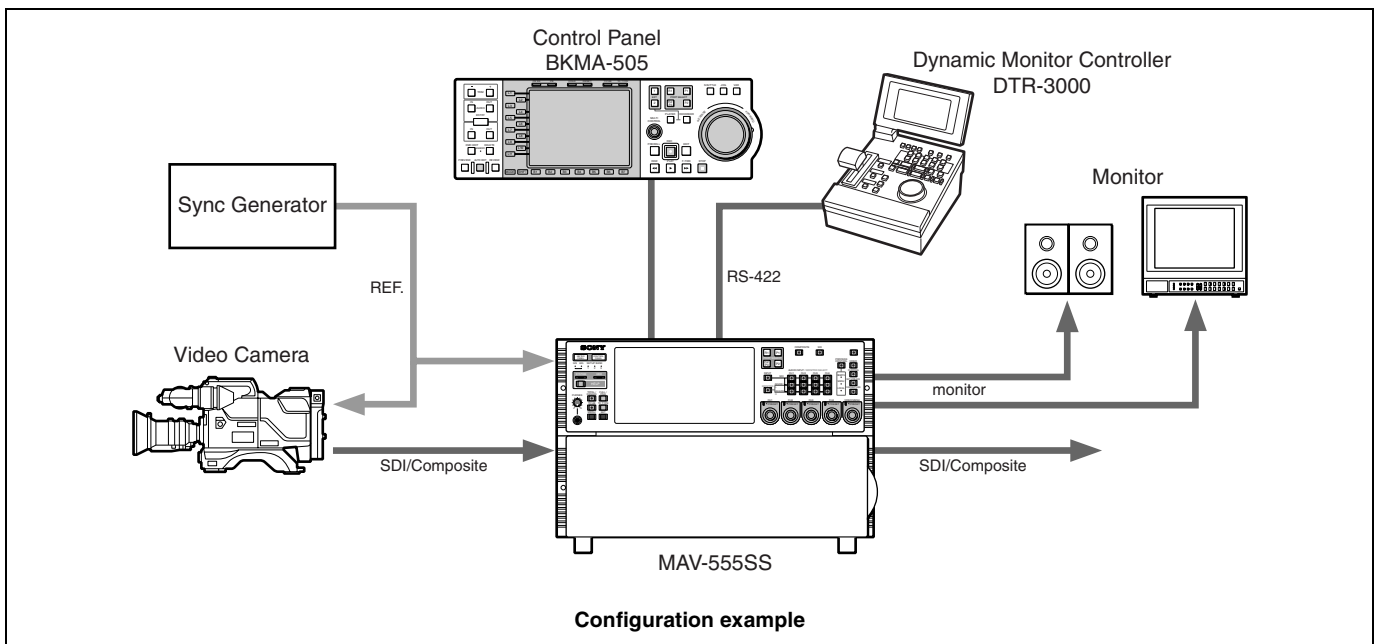 Control Panel
BKMA-505
Dynamic Monitor Controller
DTR-3000
Sync Generator
Monitor
REF.
RS-422
Video Camera
SONY
monitor
SDI/Composite
SDI/Composite
MAV-555SS
Configuration example